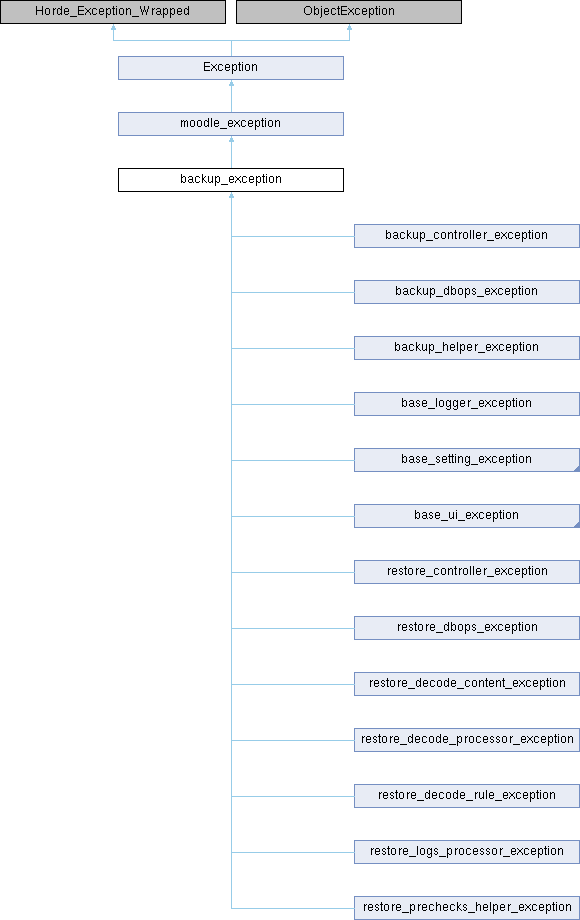 Horde_Exception_Wrapped
ObjectException
Exception
moodle_exception
backup_exception
backup_controller_exception
backup_dbops_exception
backup_helper_exception
base_logger_exception
base_setting_exception
base_ui_exception
restore_controller_exception
restore_dbops_exception
restore_decode_content_exception
restore_decode_processor_exception
restore_decode_rule_exception
restore_logs_processor_exception
restore_prechecks_helper_exception